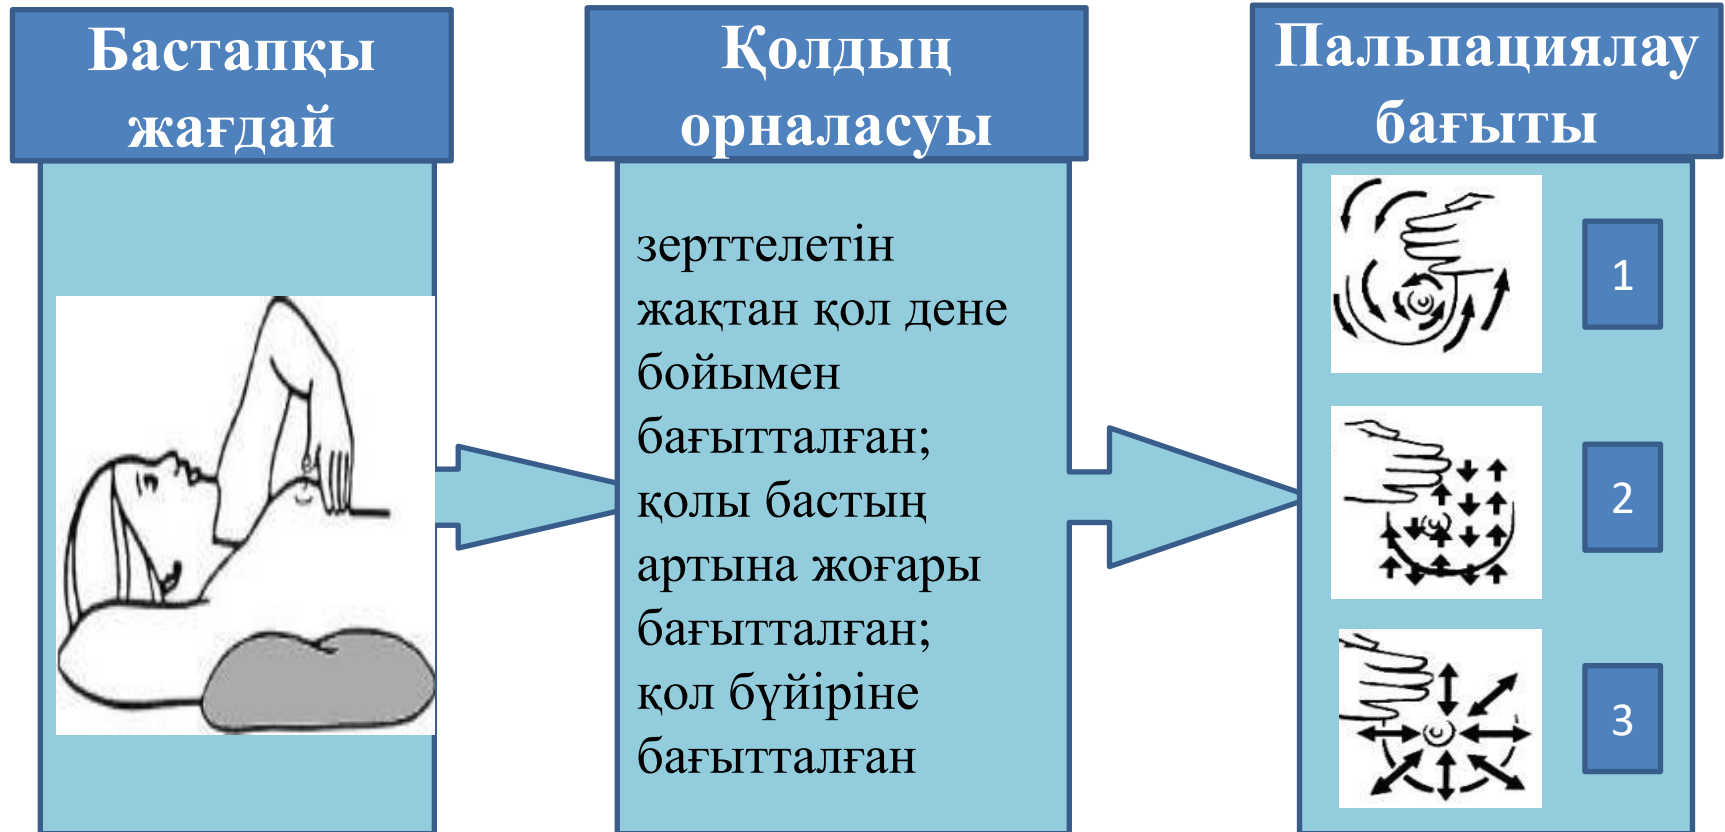 Бастапқы
жағдай
Қолдың
орналасуы
зерттелетін
жақтан қол дене
бойымен
бағытталған;
қолы бастың
артына жоғары
бағытталған;
қол бүйіріне
бағытталған
Пальпациялау
бағыты
1
2
3